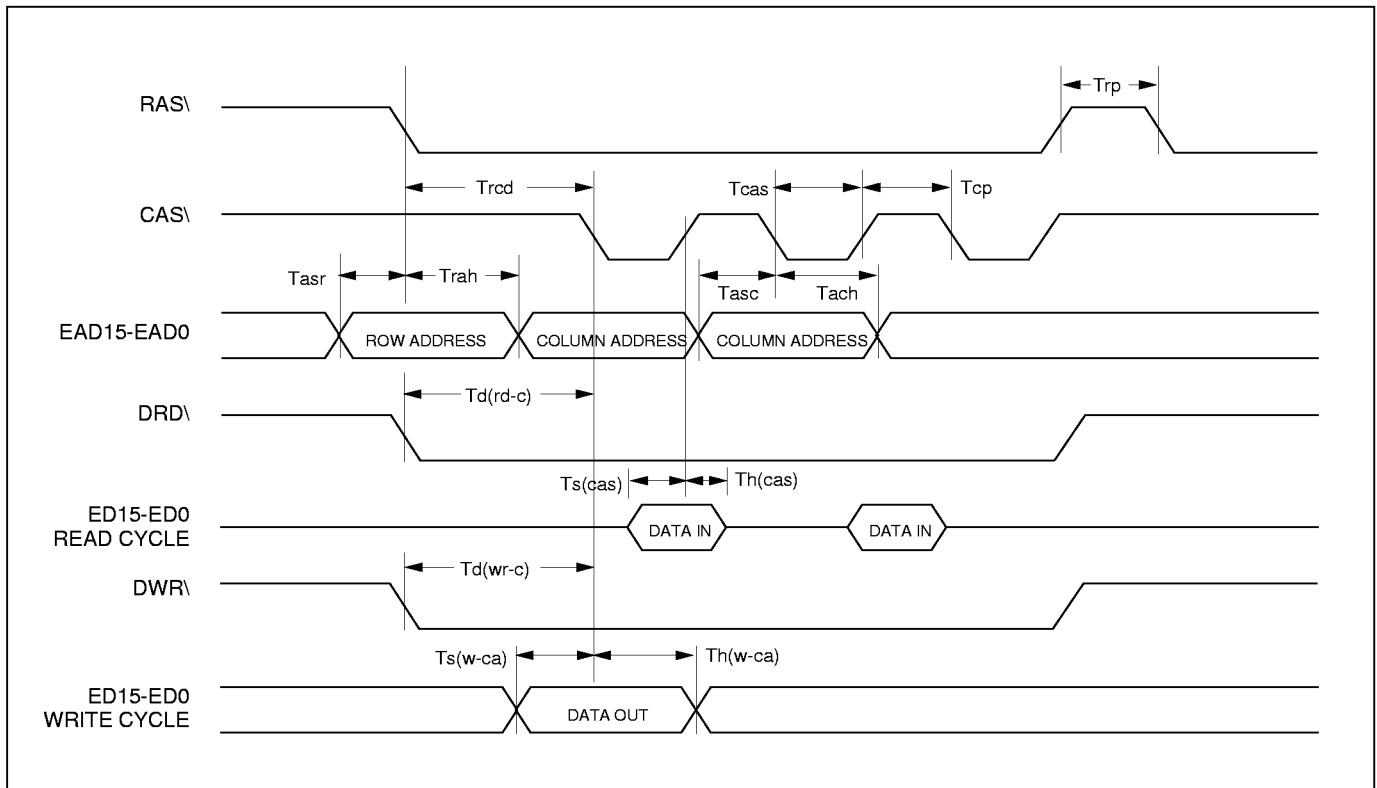 RAS\
Trp
Trcd
Tcas
Tcp
CAS\
Tasr
Trah
Tasc
Tach
EAD15-EAD0
ROW ADDRESS
COLUMN ADDRESS
COLUMN ADDRESS
Td(rd-c)
DRD\
Ts(cas)
Th(cas)
ED15-ED0
READ CYCLE
DATA IN
DATA IN
Td(wr-c)
DWR\
Ts(w-ca)
Th(w-ca)
ED15-ED0
WRITE CYCLE
DATA OUT